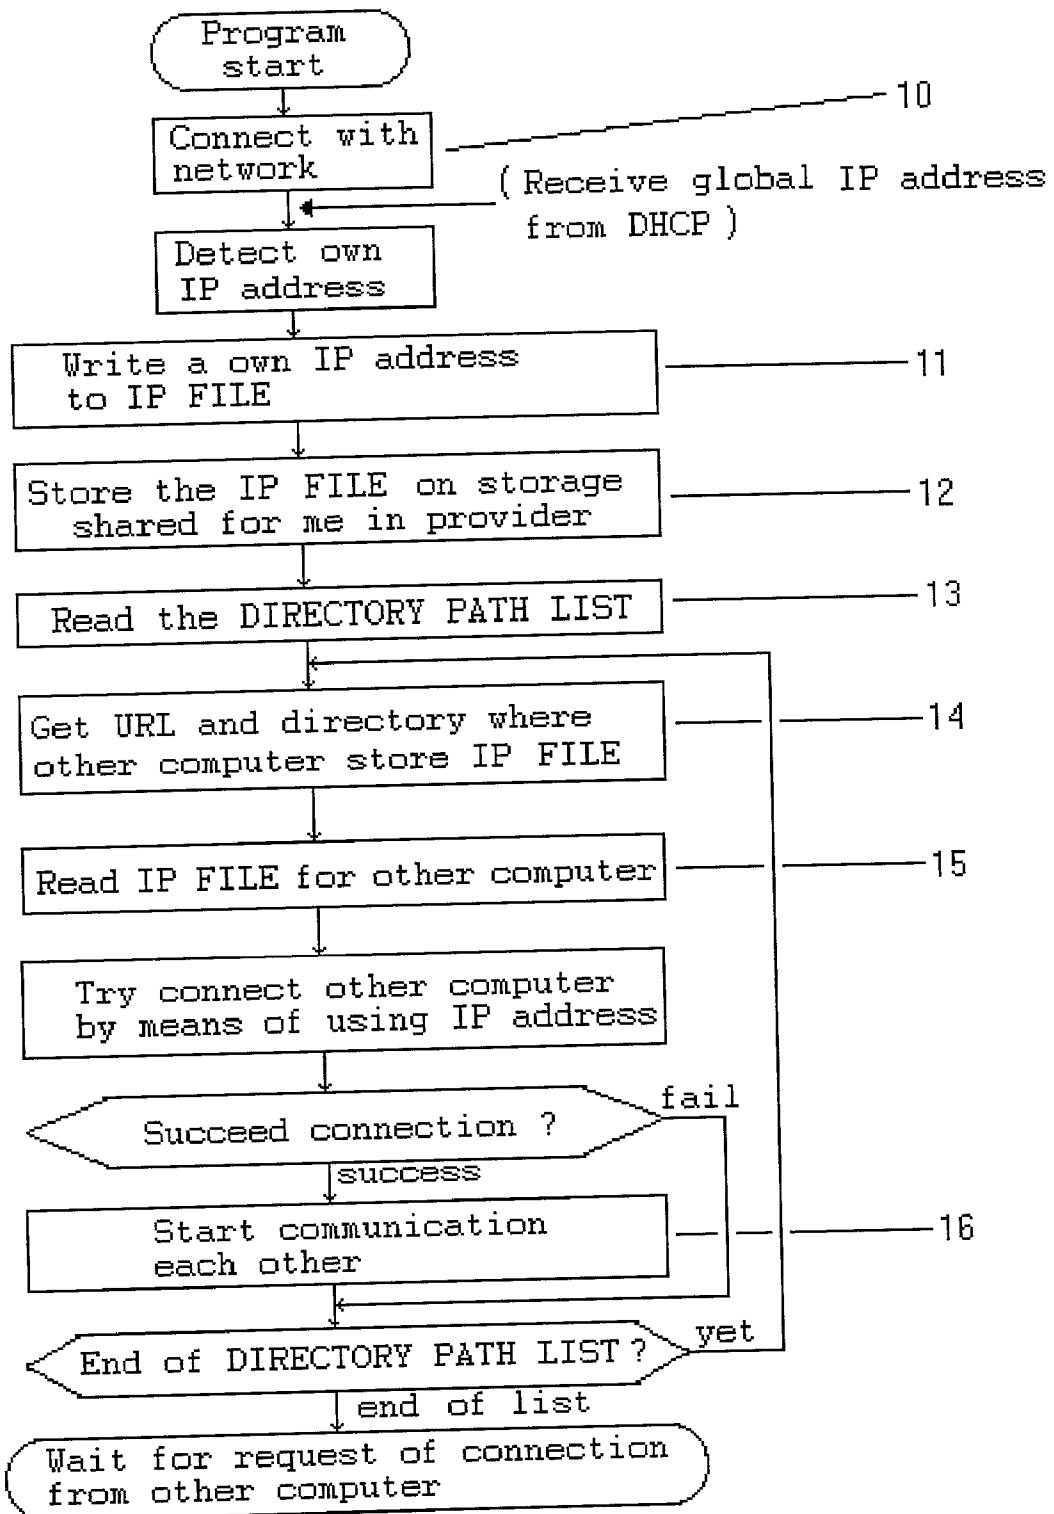 Program
start
10
Connect with
network
( Receive global IP address
from DHCP )
Detect own
IP address
Write a own IP address
to IP FILE
11
Store the IP FILE on storage
shared for me in provider
12
Read the DIRECTORY PATH LIST
13
Get URL and directory where
other computer store IP FILE
14
Read IP FILE for other computer
15
Try connect other computer
by means of using IP address
fail
Succeed connection ?
success
Start communication
each other
16
yet
End of DIRECTORY PATH LIST ?
end of list
Wait for request of connection
from other computer